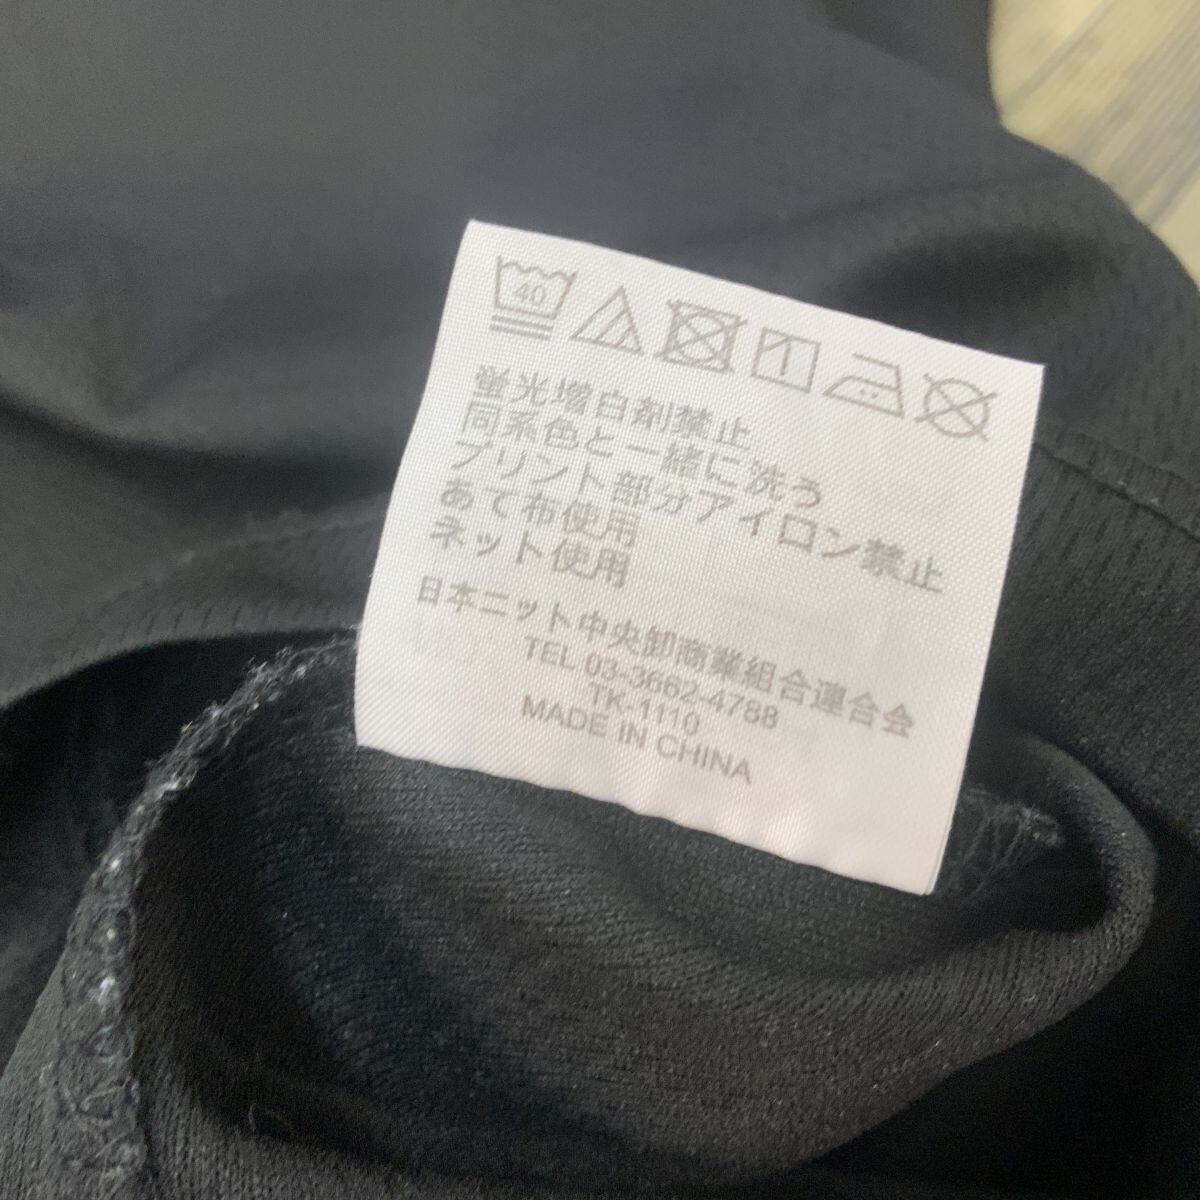 40
蛍光増白剤禁止
同系色と一緒に洗う
プリント部分アイロン禁止
あて布使用
ネット使用
日本ニット中央卸商業組合連合会
TEL 03-3662-4788
TK-1110
MADE IN CHINA